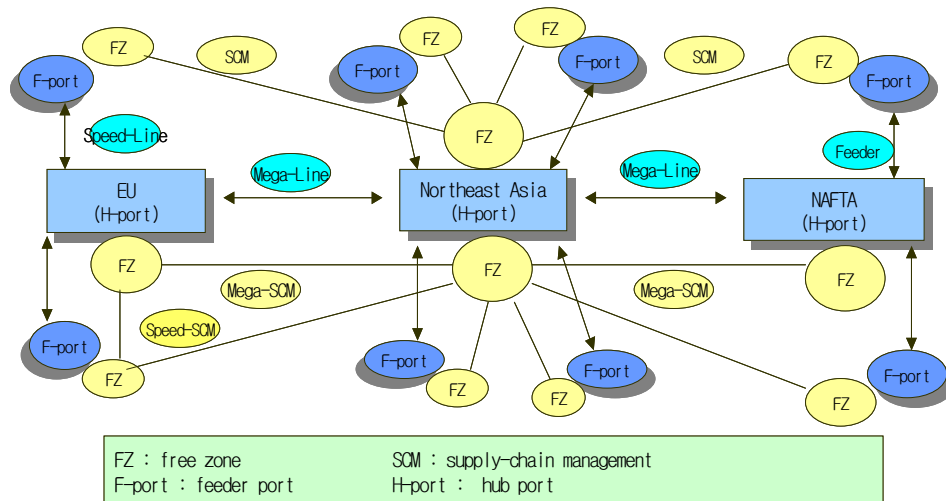 FZ
SCM
FZ
FZ
SCM
FZ
F-port
F-port
F-port
F-port
FZ
Speed-Line
Feeder
Mega-Line
Mega-Line
EU
(H-port)
Northeast Asia
(H-port)
NAFTA
(H-port)
FZ
FZ
FZ
Mega-SCM
Mega-SCM
Speed-SCM
F-port
F-port
F-port
F-port
FZ
FZ
FZ
FZ
FZ : free zone SCM : supply-chain management
F-port : feeder port H-port : hub port